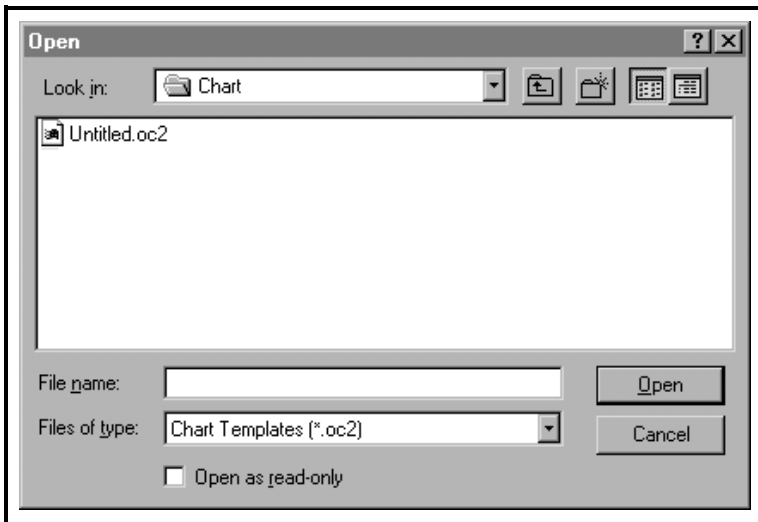 Open
Look in: Chart
Untitled.oc2
File name: Open
Files of type: Chart Templates (*.oc2) Cancel
Open as read-only